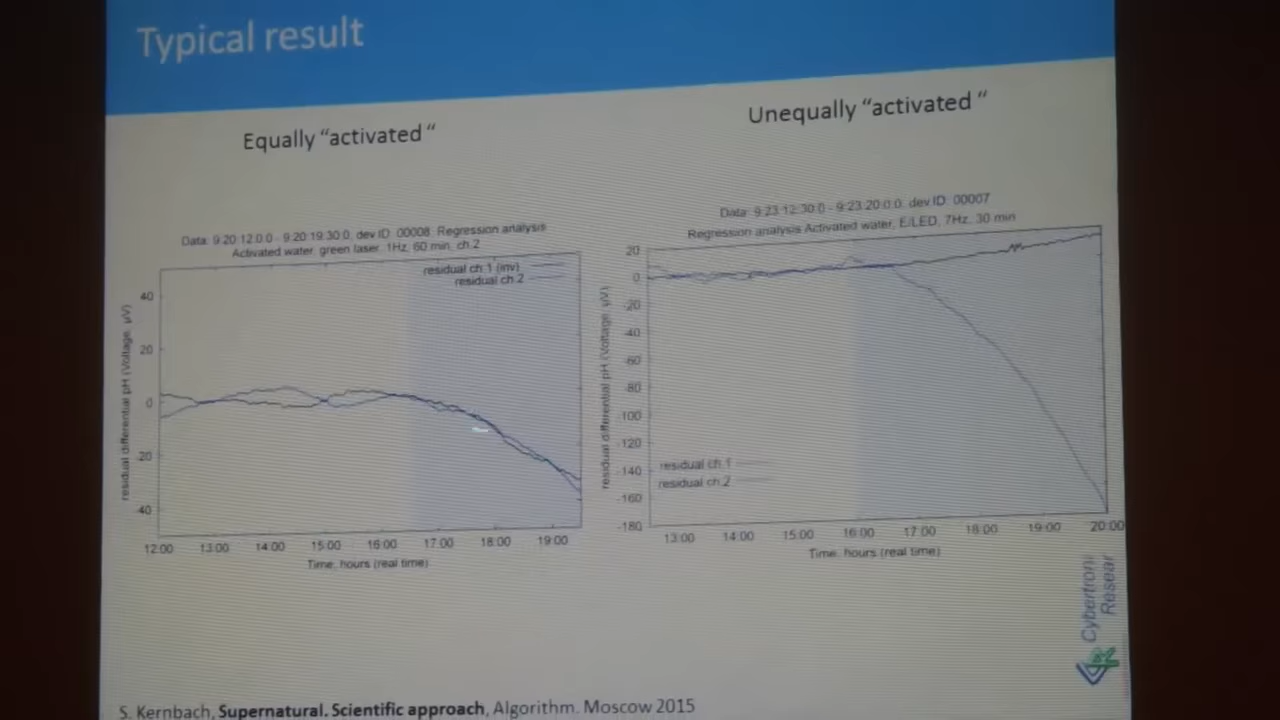 Typical result
Equally “activated “
Unequally “activated “
Data: 9:20:12:0:0 - 9:20:19:30:0, dev.ID: 00008. Regression analysis
Activated water, green laser, 1Hz, 60 min, ch.2
residual ch.1 (inv)
residual ch.2
residual differential pH (Voltage, μV)
40
20
0
-20
-40
12:00 13:00 14:00 15:00 16:00 17:00 18:00 19:00
Time, hours (real time)
Data: 9:23:12:30:0 - 9:23:20:0:0, dev.ID: 00007
Regression analysis Activated water, E/LED, 7Hz, 30 min
residual differential pH (Voltage, μV)
20
0
-20
-40
-60
-80
-100
-120
-140
-160
-180
residual ch.1
residual ch.2
13:00 14:00 15:00 16:00 17:00 18:00 19:00 20:00
Time, hours (real time)
Cybertroni
Resear
S. Kernbach, Supernatural. Scientific approach, Algorithm. Moscow 2015